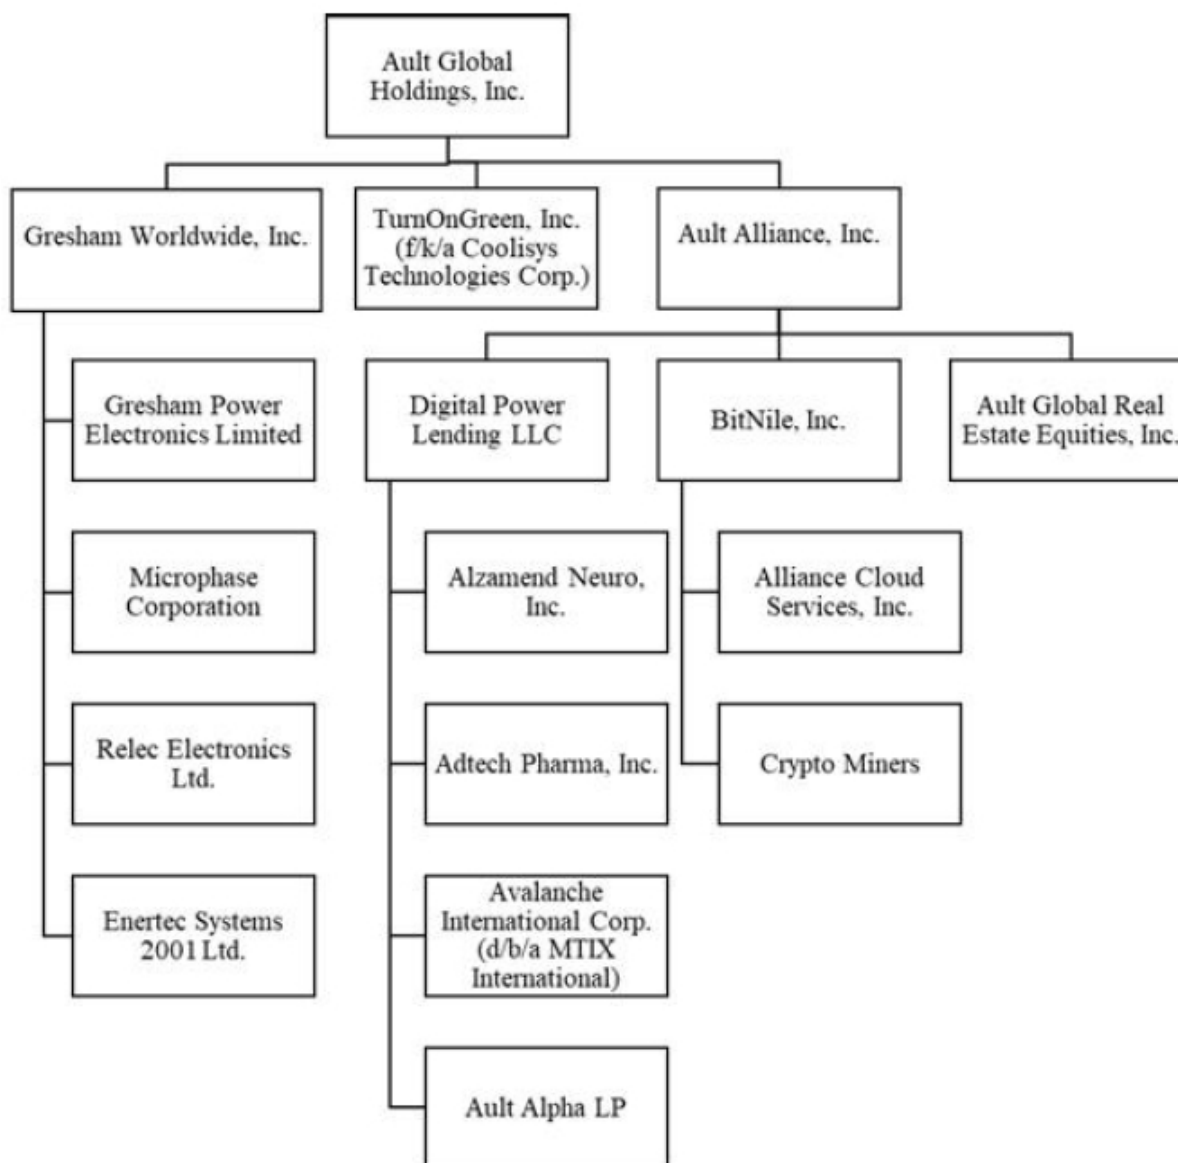 Ault Global
Holdings, Inc.
Gresham Worldwide, Inc.
TurnOnGreen, Inc.
(f/k/a Coolisys
Technologies Corp.)
Ault Alliance, Inc.
Gresham Power
Electronics Limited
Digital Power
Lending LLC
BitNile, Inc.
Ault Global Real
Estate Equities, Inc.
Microphase
Corporation
Alzamend Neuro,
Inc.
Alliance Cloud
Services, Inc.
Relec Electronics
Ltd.
Adtech Pharma, Inc.
Crypto Miners
Enertec Systems
2001 Ltd.
Avalanche
International Corp.
(d/b/a MTIX
International)
Ault Alpha LP